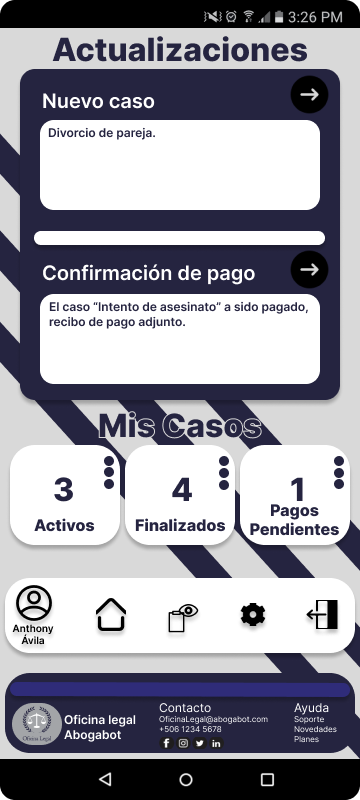 3:26 PM
Actualizaciones
Nuevo caso
Divorcio de pareja.
Confirmación de pago
El caso “Intento de asesinato” a sido pagado,
recibo de pago adjunto.
Mis Casos
3
Activos
4
Finalizados
1
Pagos
Pendientes
Anthony
Ávila
Oficina Legal
Oficina legal
Abogabot
Contacto
OficinaLegal@abogabot.com
+506 1234 5678
Ayuda
Soporte
Novedades
Planes